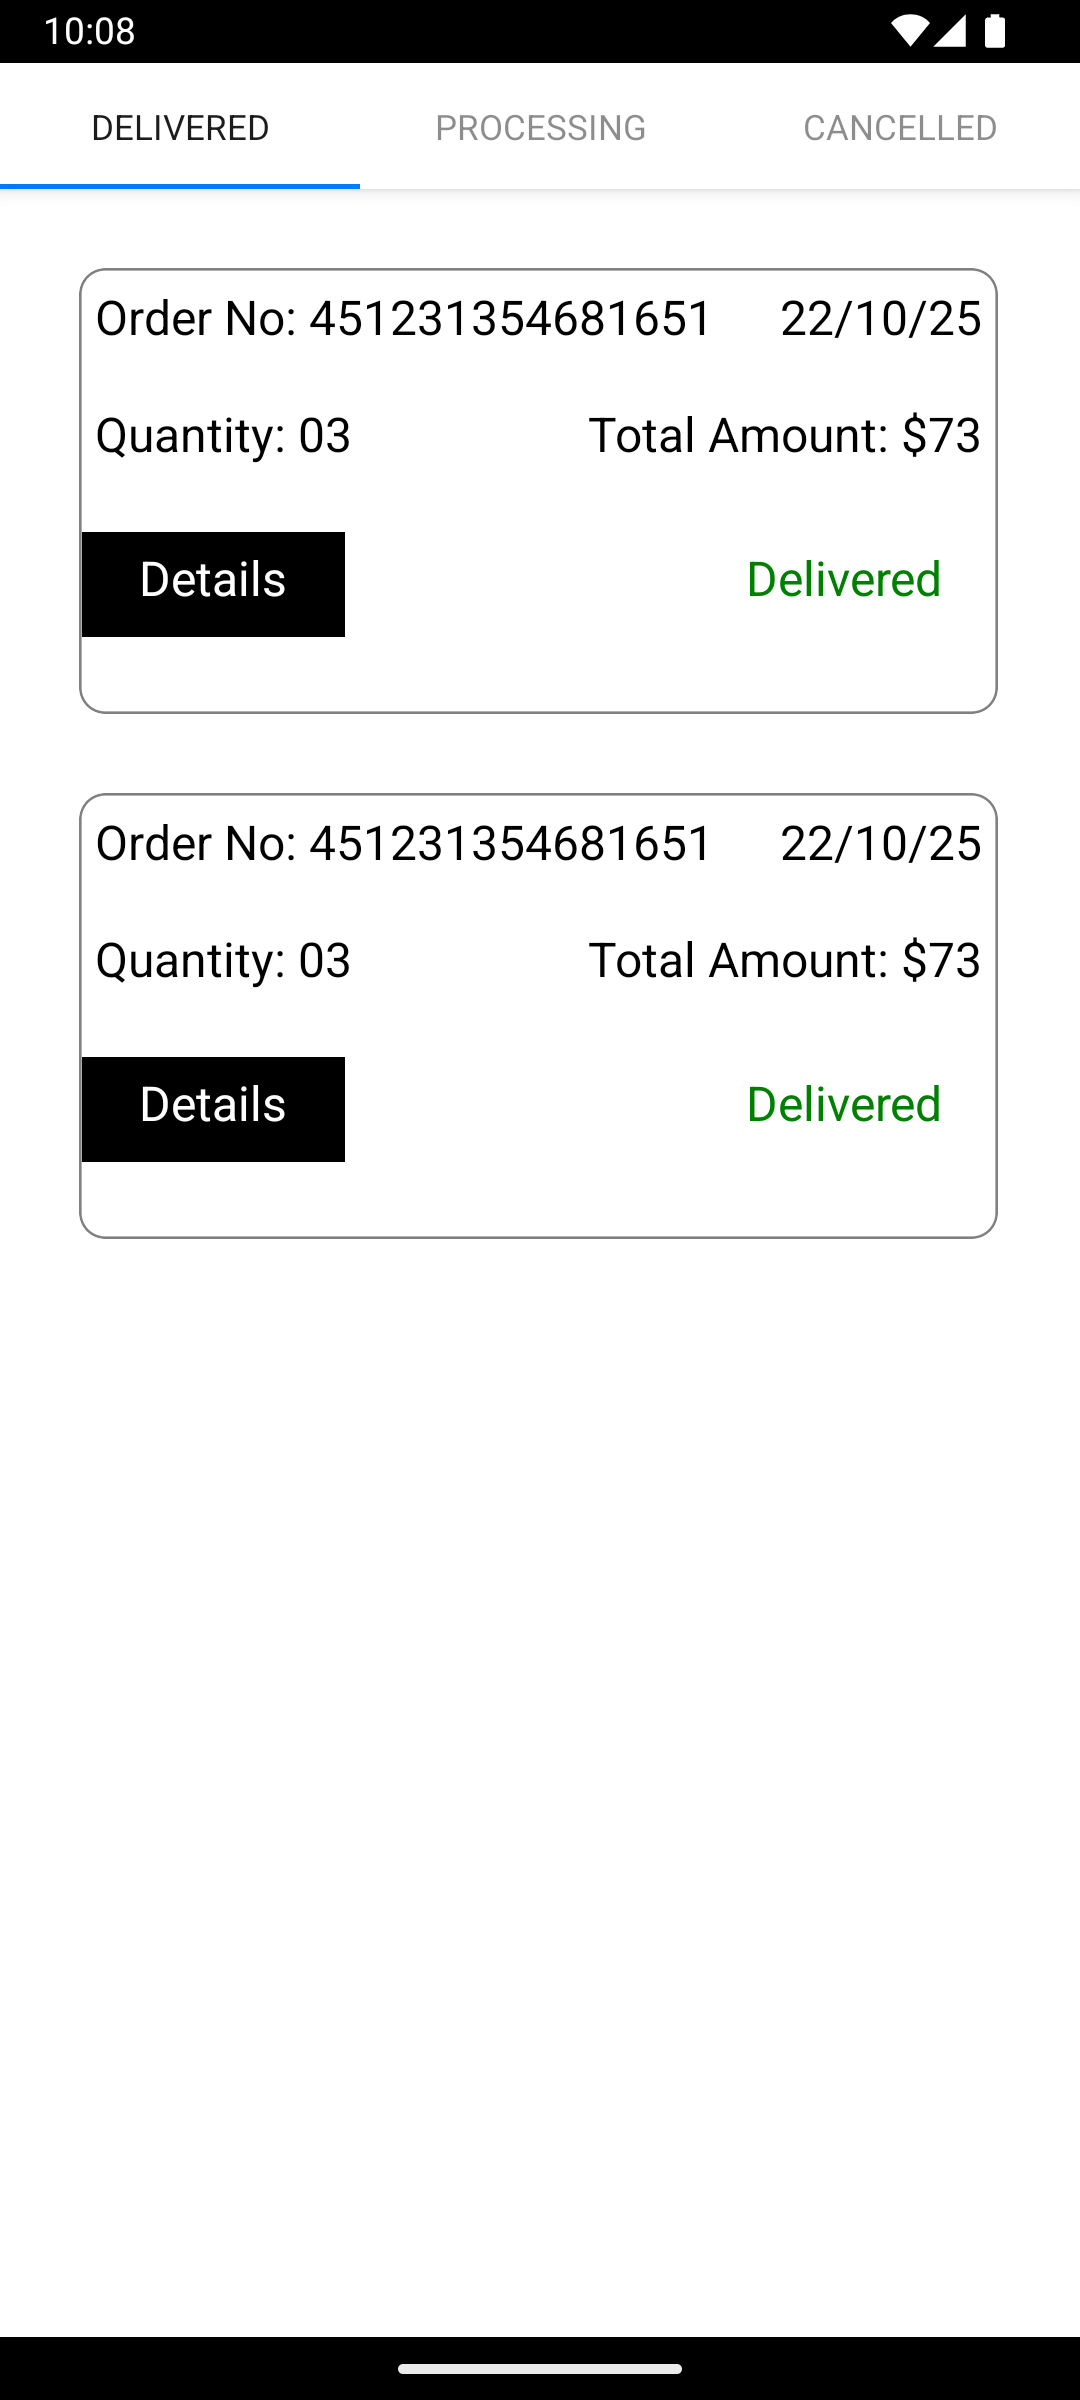 10:08
DELIVERED PROCESSING CANCELLED
Order No: 451231354681651 22/10/25
Quantity: 03 Total Amount: $73
Details Delivered
Order No: 451231354681651 22/10/25
Quantity: 03 Total Amount: $73
Details Delivered